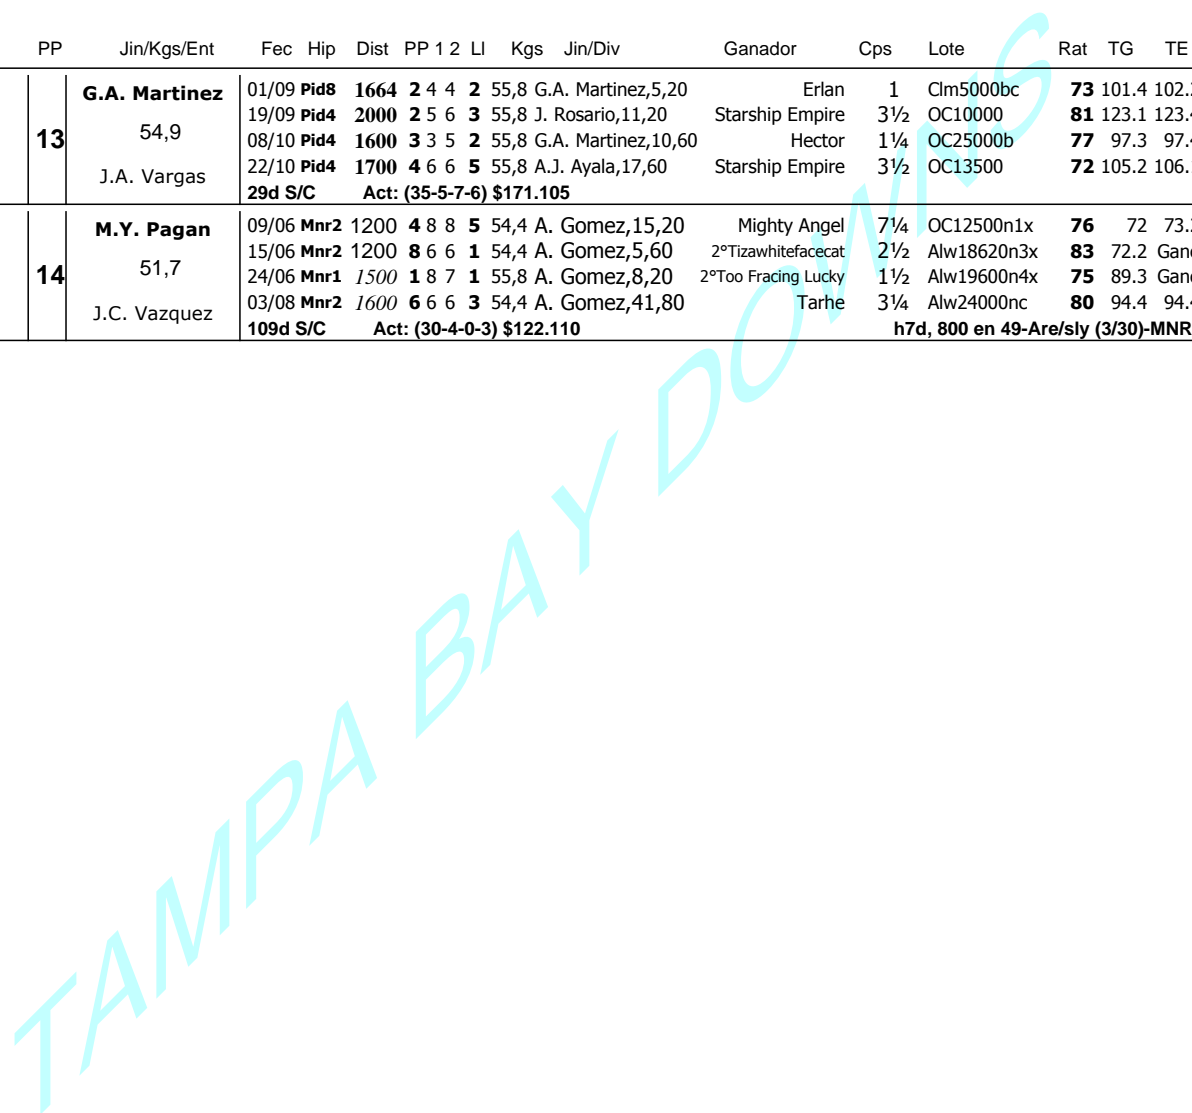 PP Jin/Kgs/Ent Fec Hip Dist PP 1 2 Ll Kgs Jin/Div Ganador Cps Lote Rat TG TE
13
G.A. Martinez
54,9
J.A. Vargas
01/09 Pid8 1664 2 4 4 2 55,8 G.A. Martinez,5,20 Erlan 1 Clm5000bc 73 101.4 102.
19/09 Pid4 2000 2 5 6 3 55,8 J. Rosario,11,20 Starship Empire 3½ OC10000 81 123.1 123.
08/10 Pid4 1600 3 3 5 2 55,8 G.A. Martinez,10,60 Hector 1¼ OC25000b 77 97.3 97.
22/10 Pid4 1700 4 6 6 5 55,8 A.J. Ayala,17,60 Starship Empire 3½ OC13500 72 105.2 106.
29d S/C Act: (35-5-7-6) $171.105
14
M.Y. Pagan
51,7
J.C. Vazquez
09/06 Mnr2 1200 4 8 8 5 54,4 A. Gomez,15,20 Mighty Angel 7¼ OC12500n1x 76 72 73.
15/06 Mnr2 1200 8 6 6 1 54,4 A. Gomez,5,60 2°Tizawhitefacecat 2½ Alw18620n3x 83 72.2
24/06 Mnr1 1500 1 8 7 1 55,8 A. Gomez,8,20 2°Too Fracing Lucky 1½ Alw19600n4x 75 89.3
03/08 Mnr2 1600 6 6 6 3 54,4 A. Gomez,41,80 Tarhe 3¼ Alw24000nc 80 94.4 94.
109d S/C Act: (30-4-0-3) $122.110 h7d, 800 en 49-Are/sly (3/30)-MNR
TAMPA BAY DOWNS